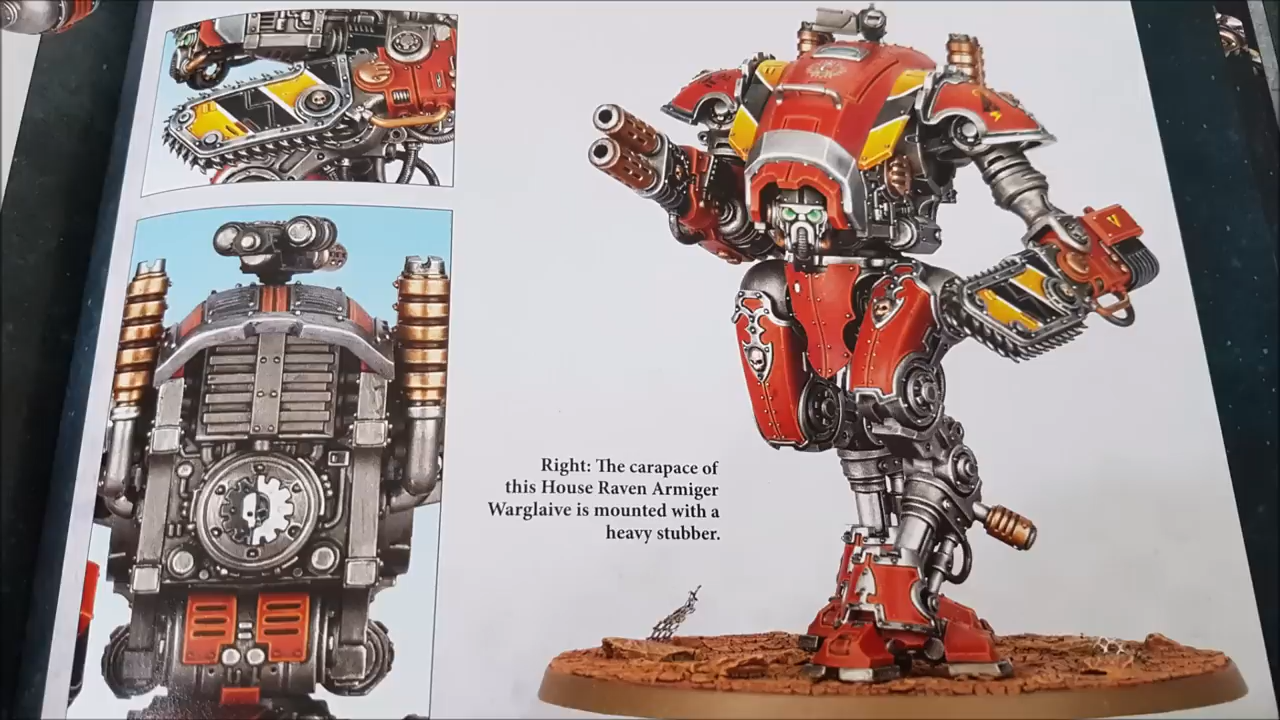 Right: The carapace of
this House Raven Armiger
Warglaive is mounted with a
heavy stubber.